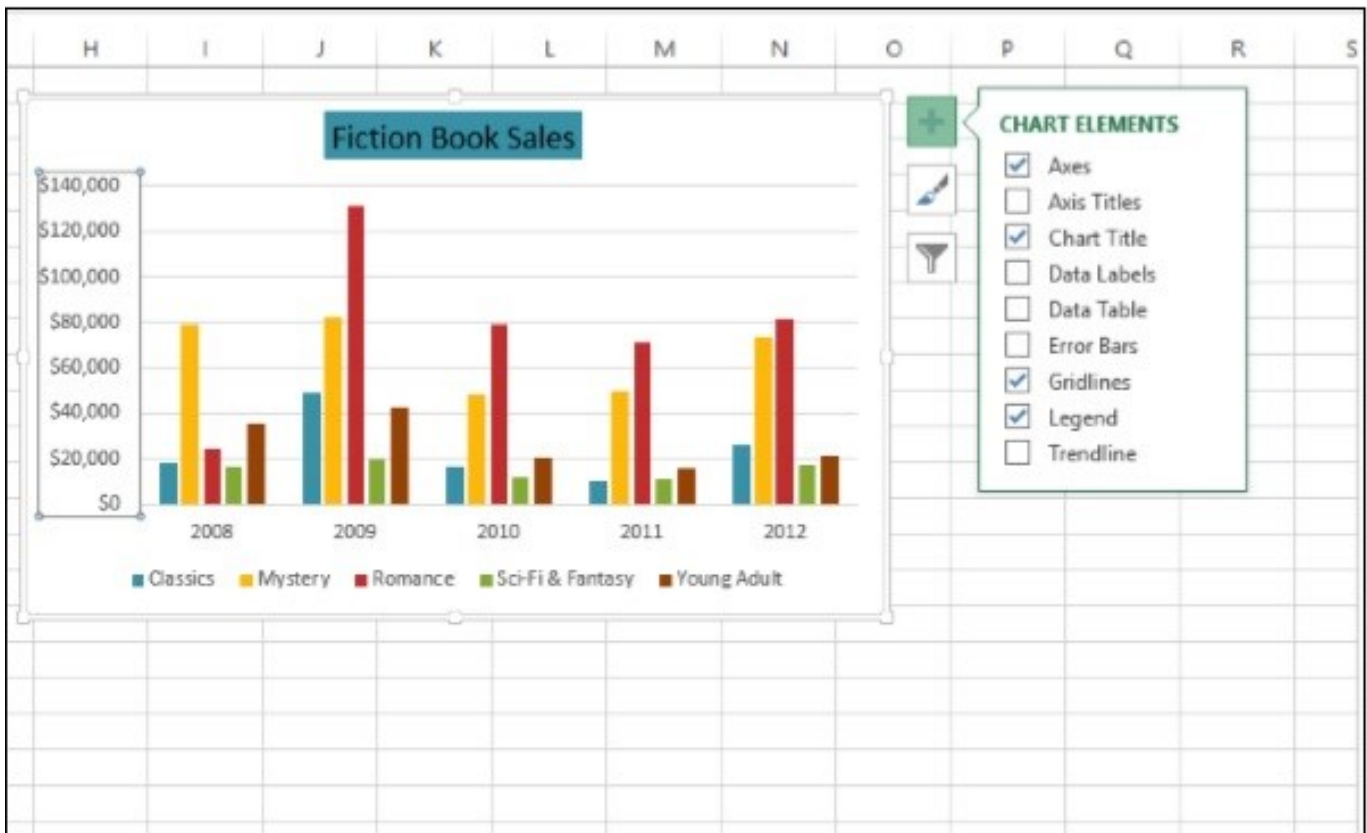 H I J K L M N O P Q R S
Fiction Book Sales
$140,000
$120,000
$100,000
$80,000
$60,000
$40,000
$20,000
$0
2008 2009 2010 2011 2012
Classics Mystery Romance Sci-Fi & Fantasy Young Adult
CHART ELEMENTS
Axes
Axis Titles
Chart Title
Data Labels
Data Table
Error Bars
Gridlines
Legend
Trendline